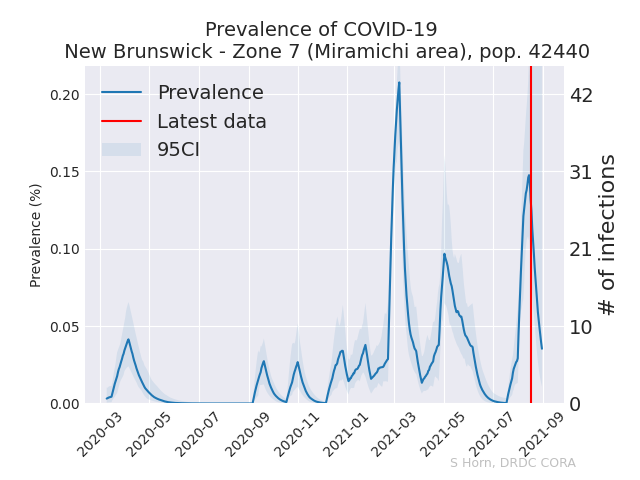 Prevalence of COVID-19
New Brunswick - Zone 7 (Miramichi area), pop. 42440
Prevalence
Latest data
95CI
Prevalence (%)
0.20
0.15
0.10
0.05
0.00
42
31
21
10
0
# of infections
2020-03
2020-05
2020-07
2020-09
2020-11
2021-01
2021-03
2021-05
2021-07
2021-09
S Horn, DRDC CORA